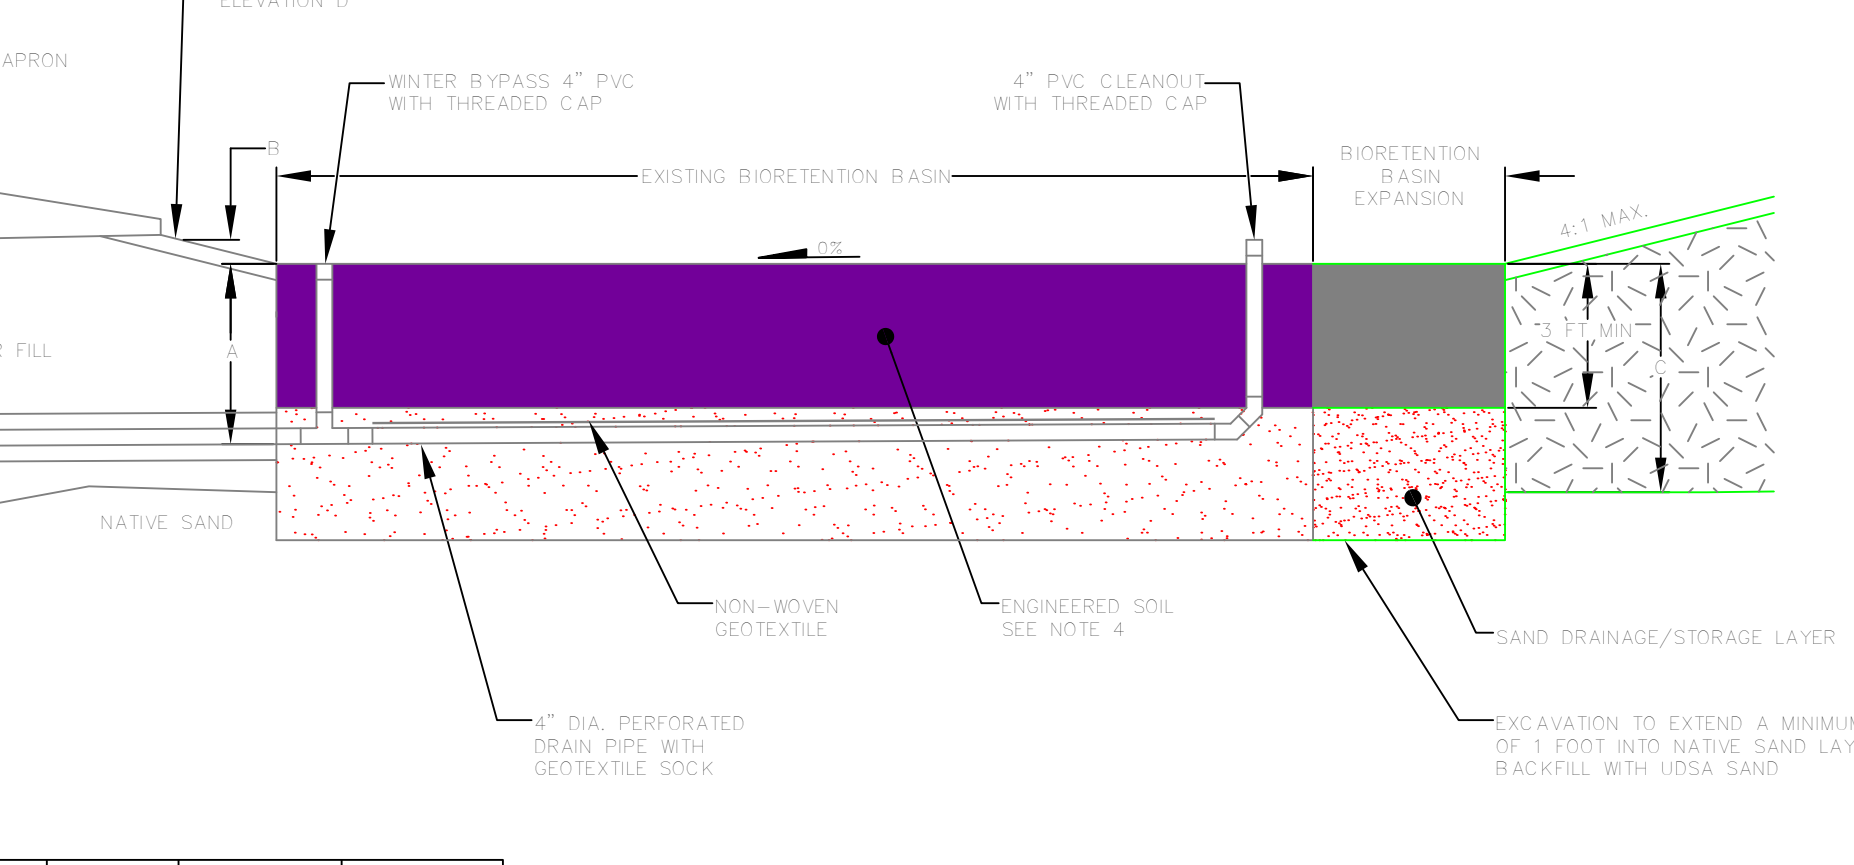 ELEVATION D
APRON
WINTER BYPASS 4" PVC
WITH THREADED CAP
4" PVC CLEANOUT
WITH THREADED CAP
B
EXISTING BIORETENTION BASIN
BIORETENTION
BASIN
EXPANSION
4:1 MAX.
0%
A
3 FT MIN
C
R FILL
NATIVE SAND
NON-WOVEN
GEOTEXTILE
ENGINEERED SOIL
SEE NOTE 4
SAND DRAINAGE/STORAGE LAYER
4" DIA. PERFORATED
DRAIN PIPE WITH
GEOTEXTILE SOCK
EXCAVATION TO EXTEND A MINIMUM
OF 1 FOOT INTO NATIVE SAND LAY
BACKFILL WITH UDSA SAND